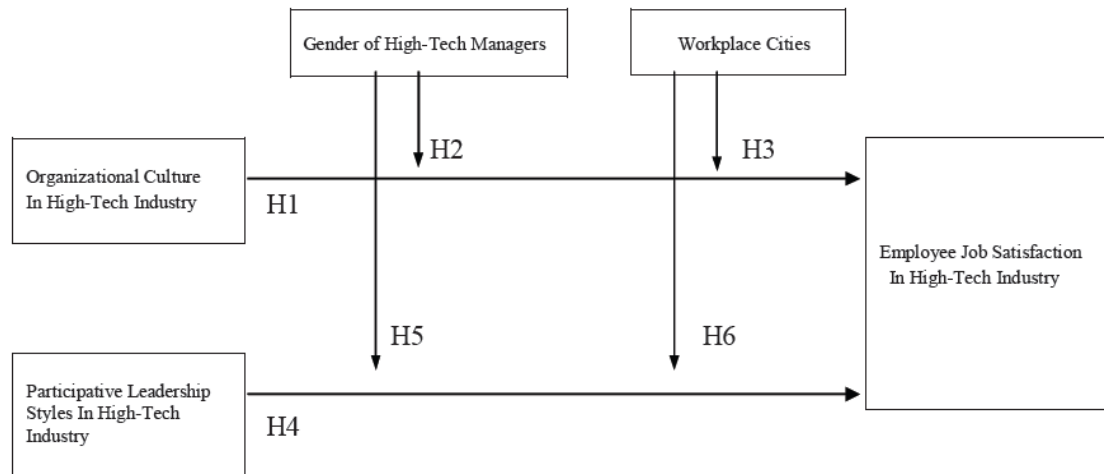 Gender of High-Tech Managers
Workplace Cities
H2
H3
Organizational Culture
In High-Tech Industry
H1
Employee Job Satisfaction
In High-Tech Industry
H5
H6
Participative Leadership
Styles In High-Tech
Industry
H4